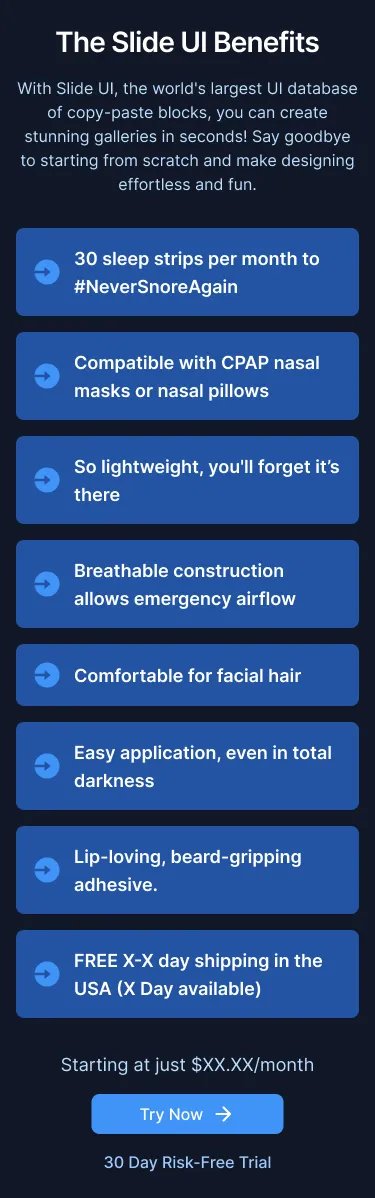 The Slide UI Benefits
With Slide UI, the world's largest UI database
of copy-paste blocks, you can create
stunning galleries in seconds! Say goodbye
to starting from scratch and make designing
effortless and fun.
30 sleep strips per month to
#NeverSnoreAgain
Compatible with CPAP nasal
masks or nasal pillows
So lightweight, you'll forget it’s
there
Breathable construction
allows emergency airflow
Comfortable for facial hair
Easy application, even in total
darkness
Lip-loving, beard-gripping
adhesive.
FREE X-X day shipping in the
USA (X Day available)
Starting at just $XX.XX/month
Try Now
30 Day Risk-Free Trial